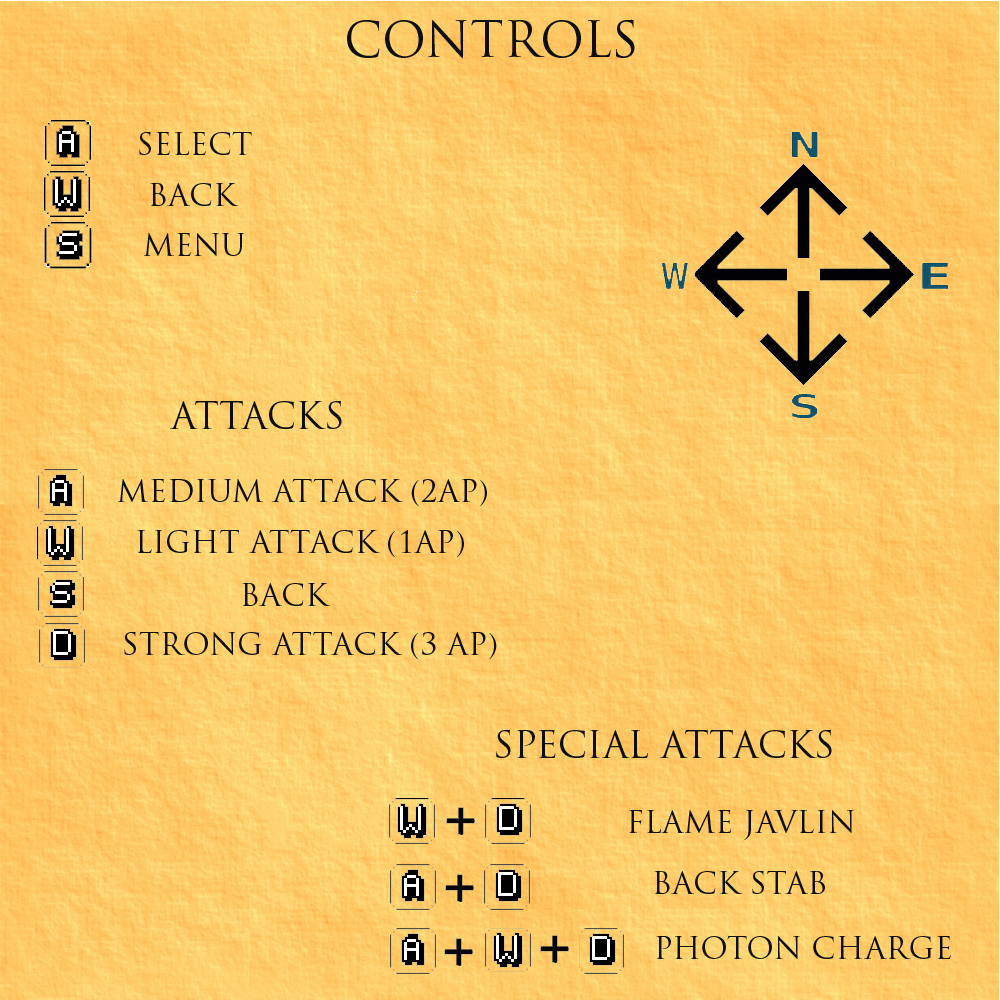 CONTROLS
A SELECT
W BACK
S MENU
N
W E
S
ATTACKS
A MEDIUM ATTACK (2AP)
W LIGHT ATTACK (1AP)
S BACK
D STRONG ATTACK (3 AP)
SPECIAL ATTACKS
W + D FLAME JAVLIN
A + D BACK STAB
A + W + D PHOTON CHARGE